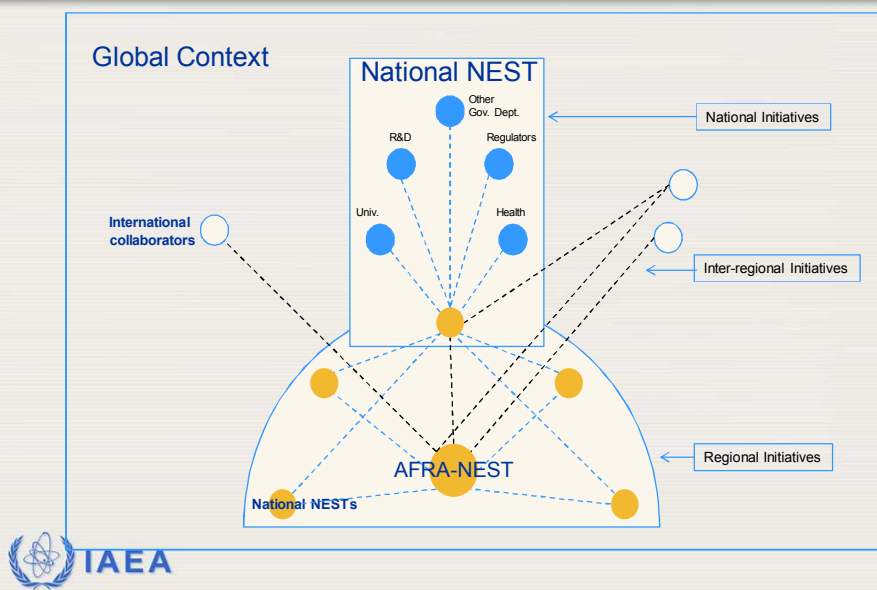 Global Context
National NEST
Other
Gov. Dept.
National Initiatives
R&D
Regulators
Univ.
Health
International
collaborators
Inter-regional Initiatives
AFRA-NEST
Regional Initiatives
National NESTs
IAEA